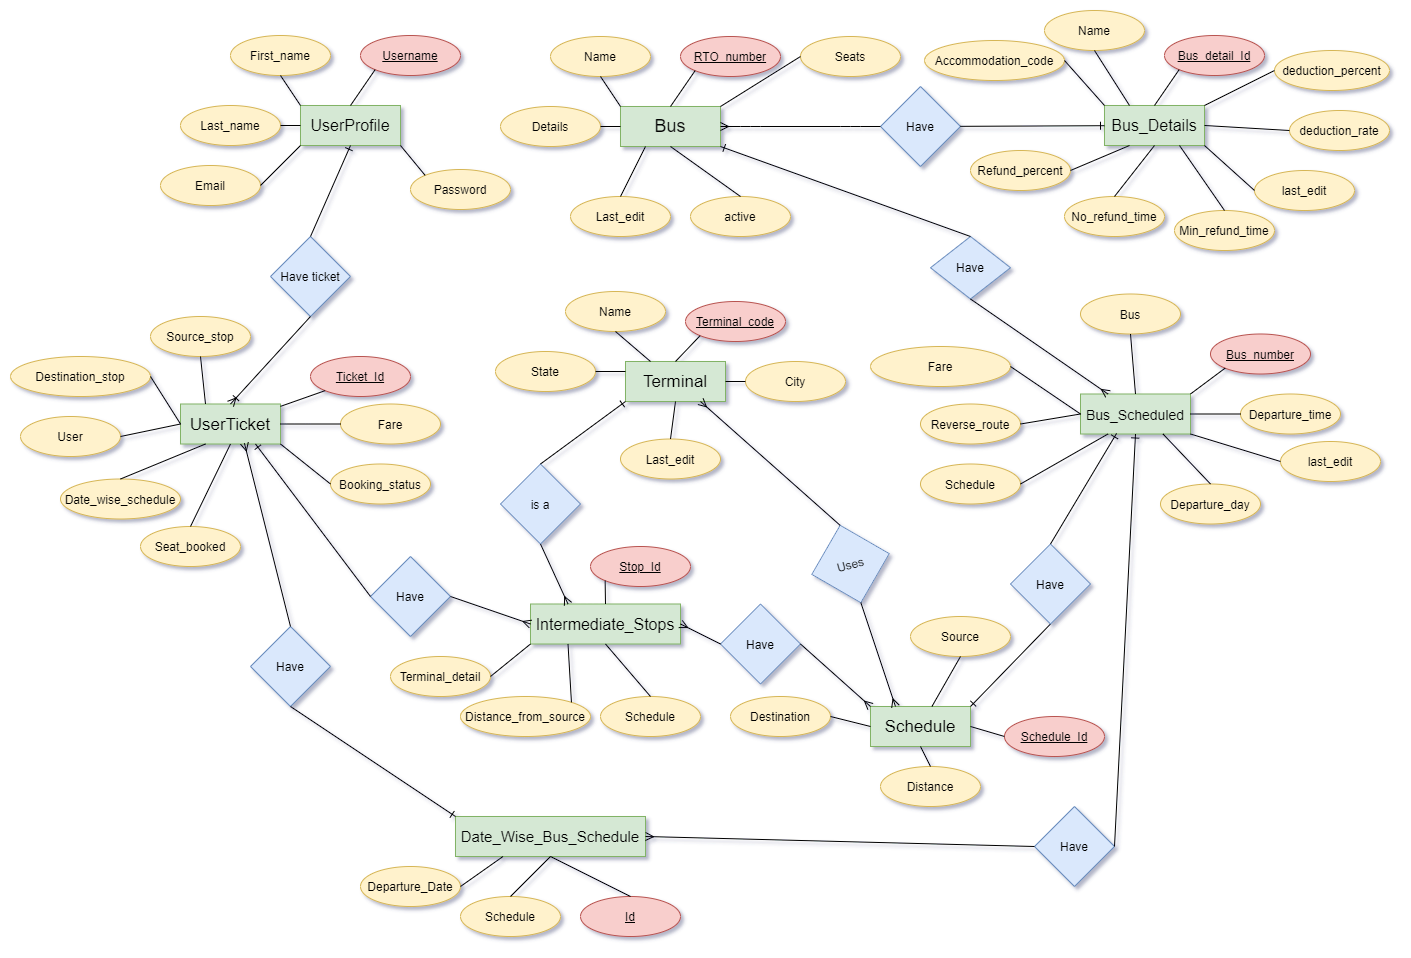 Name
First_name
Username
Name
RTO_number
Seats
Accommodation_code
Bus_detail_Id
deduction_percent
Last_name
UserProfile
Details
Bus
Have
Bus_Details
deduction_rate
Email
Password
Refund_percent
last_edit
Last_edit
active
No_refund_time
Min_refund_time
Have ticket
Have
Source_stop
Name
Terminal_code
Bus
Destination_stop
Ticket_Id
State
Terminal
City
Fare
Bus_number
User
UserTicket
Fare
Reverse_route
Bus_Scheduled
Departure_time
Last_edit
last_edit
Date_wise_schedule
Booking_status
is a
Schedule
Departure_day
Seat_booked
Stop_Id
Uses
Have
Have
Intermediate_Stops
Have
Source
Have
Terminal_detail
Distance_from_source
Schedule
Destination
Schedule
Schedule_Id
Distance
Date_Wise_Bus_Schedule
Have
Departure_Date
Schedule
Id